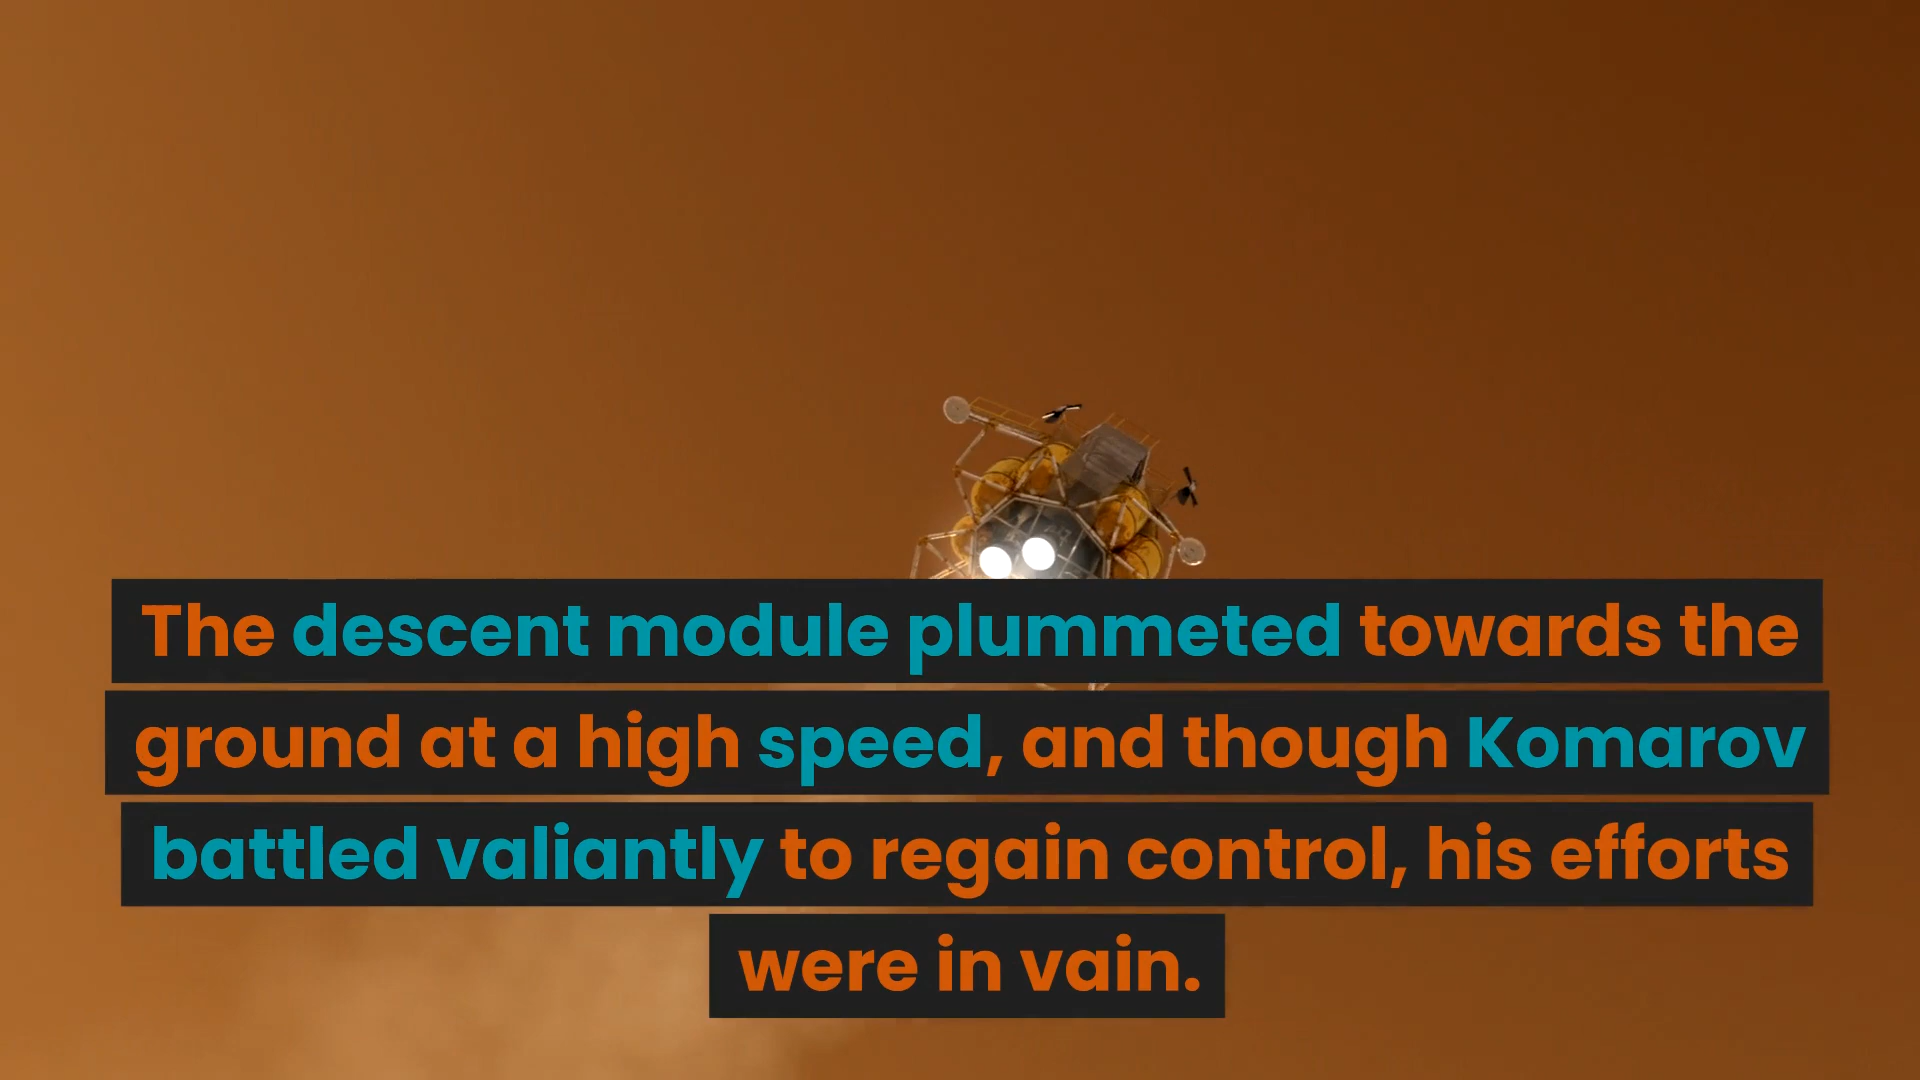 The descent module plummeted towards the
ground at a high speed, and though Komarov
battled valiantly to regain control, his efforts
were in vain.